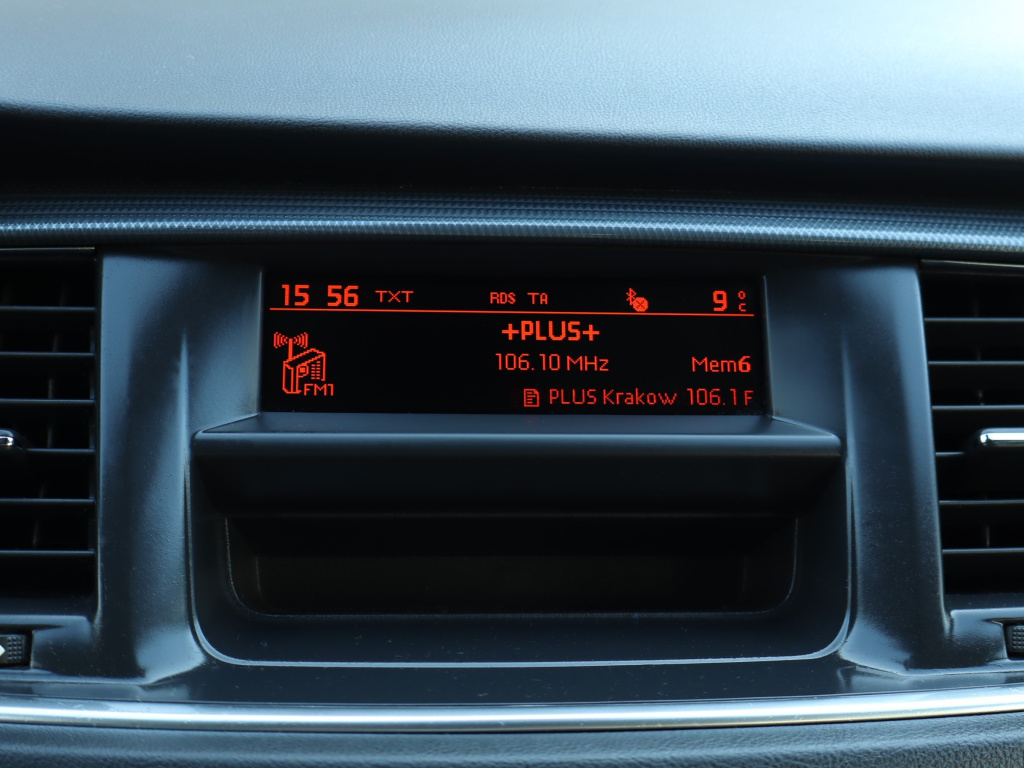 15 56 TXT RDS TA 9 °C
+PLUS+
106.10 MHz Mem6
FM1
PLUS Krakow 106.1 F